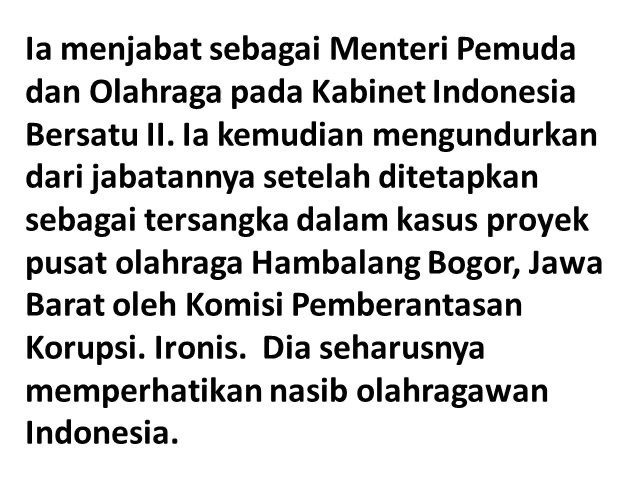 Ia menjabat sebagai Menteri Pemuda
dan Olahraga pada Kabinet Indonesia
Bersatu II. Ia kemudian mengundurkan
dari jabatannya setelah ditetapkan
sebagai tersangka dalam kasus proyek
pusat olahraga Hambalang Bogor, Jawa
Barat oleh Komisi Pemberantasan
Korupsi. Ironis.  Dia seharusnya
memperhatikan nasib olahragawan
Indonesia.